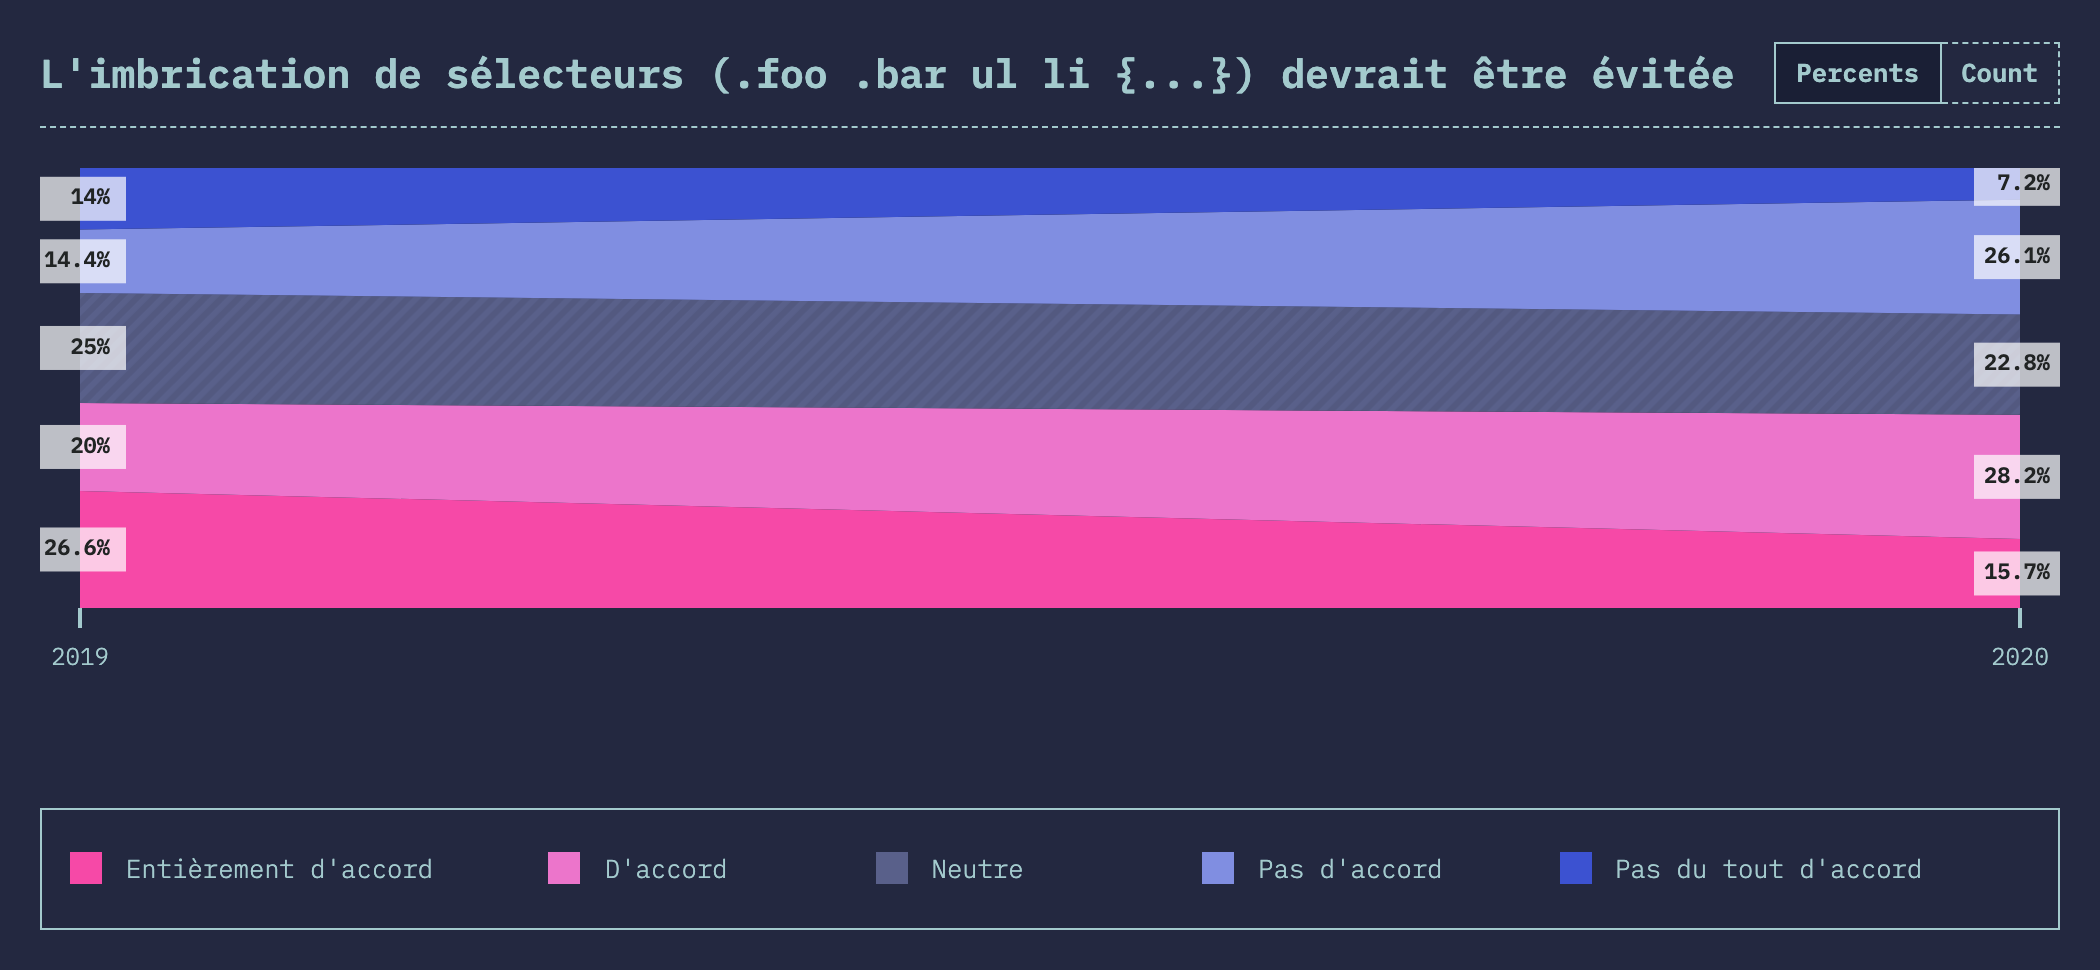 L'imbrication de sélecteurs (.foo .bar ul li {...}) devrait être évitée
Percents Count
14% 7.2%
14.4% 26.1%
25% 22.8%
20% 28.2%
26.6% 15.7%
2019 2020
Entièrement d'accord D'accord Neutre Pas d'accord Pas du tout d'accord